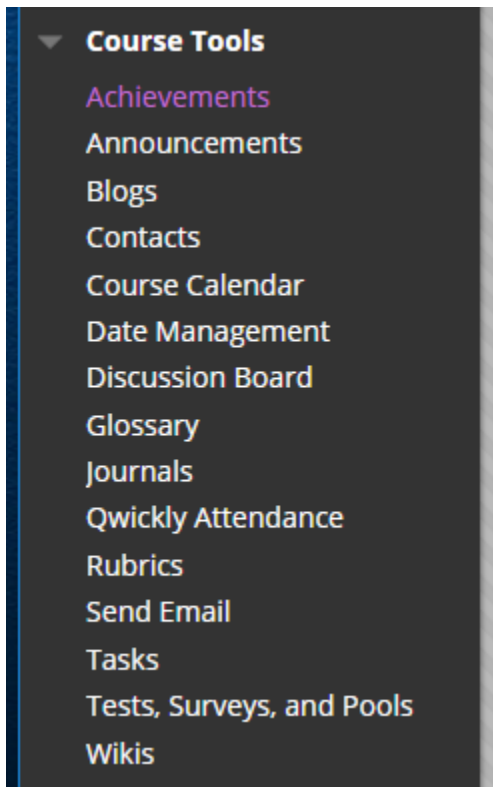 Course Tools
Achievements
Announcements
Blogs
Contacts
Course Calendar
Date Management
Discussion Board
Glossary
Journals
Qwickly Attendance
Rubrics
Send Email
Tasks
Tests, Surveys, and Pools
Wikis